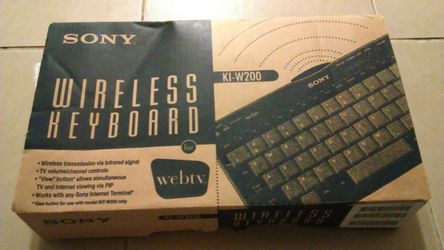 SONY
WIRELESS
KEYBOARD
for
webtv
KI-W200
SONY
• Wireless transmission via infrared signal
• TV volume/channel controls
• "View button" allows simultaneous
TV and Internet viewing via PIP
• Works with any Sony Internet Terminal*
*View button for use with model INT-W200 only
KI-W200
WIRELESS
KEYBOARD